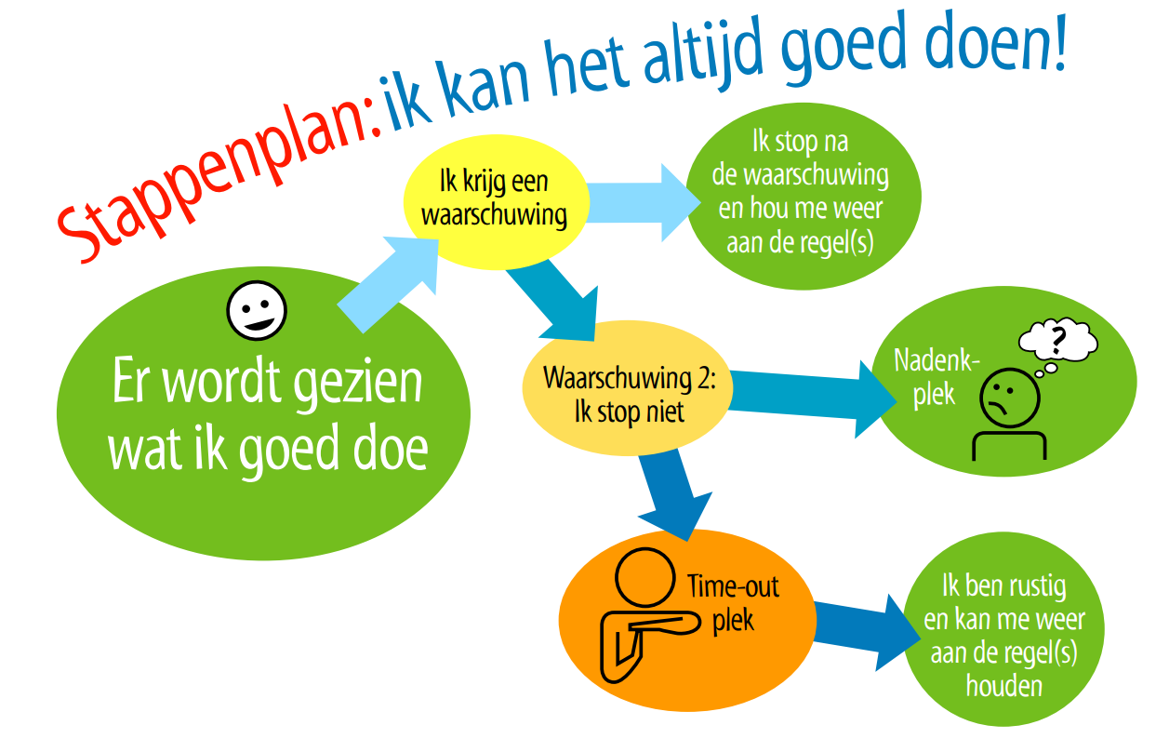 Stappenplan: ik kan het altijd goed doen!
Er wordt gezien
wat ik goed doe
Ik krijg een
waarschuwing
Ik stop na
de waarschuwing
en hou me weer
aan de regel(s)
Waarschuwing 2:
Ik stop niet
Nadenk-
plek
?
Time-out
plek
Ik ben rustig
en kan me weer
aan de regel(s)
houden